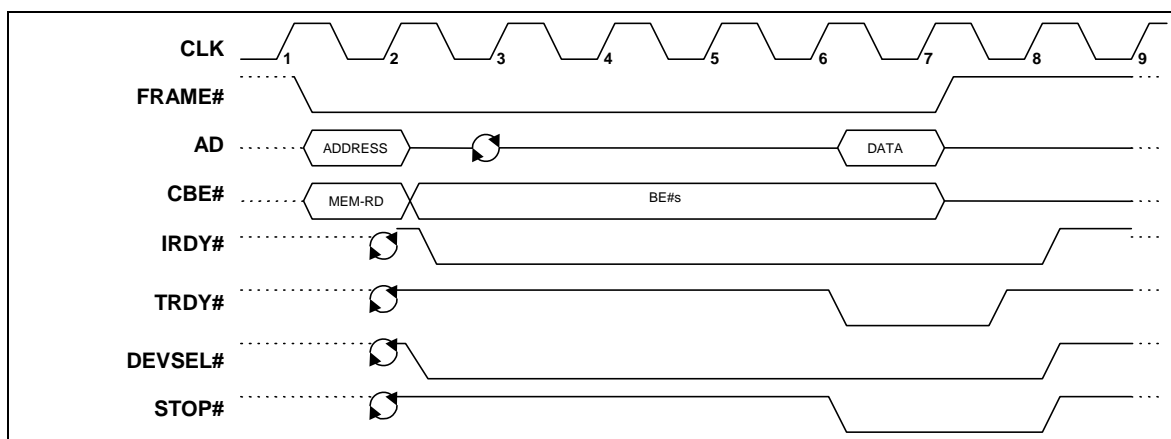 CLK
1 2 3 4 5 6 7 8 9
FRAME#
AD ADDRESS DATA
CBE# MEM-RD BE#s
IRDY#
TRDY#
DEVSEL#
STOP#